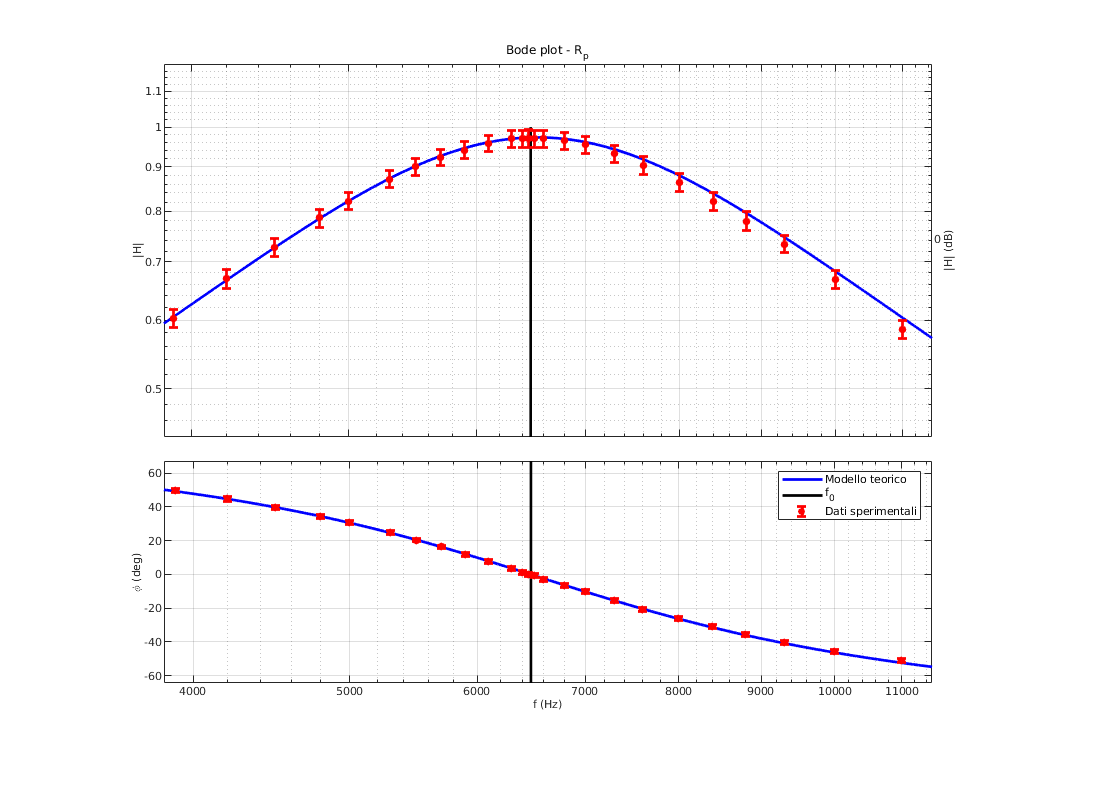 Bode plot - Rp
1.1
1
0.9
0.8
0.7
0.6
0.5
|H|
0
|H| (dB)
60
40
20
0
-20
-40
-60
ϕ (deg)
Modello teorico
f0
Dati sperimentali
4000 5000 6000 7000 8000 9000 10000 11000
f (Hz)